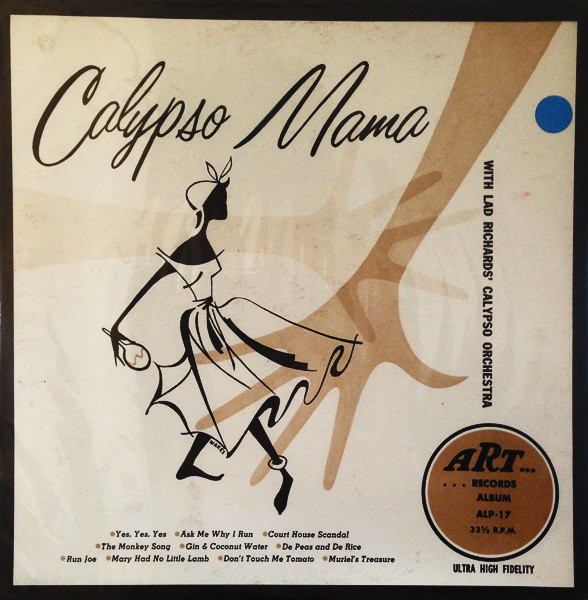 Calypso Mama
WITH LAD RICHARDS' CALYPSO ORCHESTRA
ART...
...RECORDS
ALBUM
ALP-17
33⅓ R.P.M.
ULTRA HIGH FIDELITY
•Yes, Yes, Yes •Ask Me Why I Run •Court House Scandal
•The Monkey Song •Gin & Coconut Water •De Peas and De Rice
•Run Joe •Mary Had No Little Lamb •Don't Touch Me Tomato •Muriel's Treasure